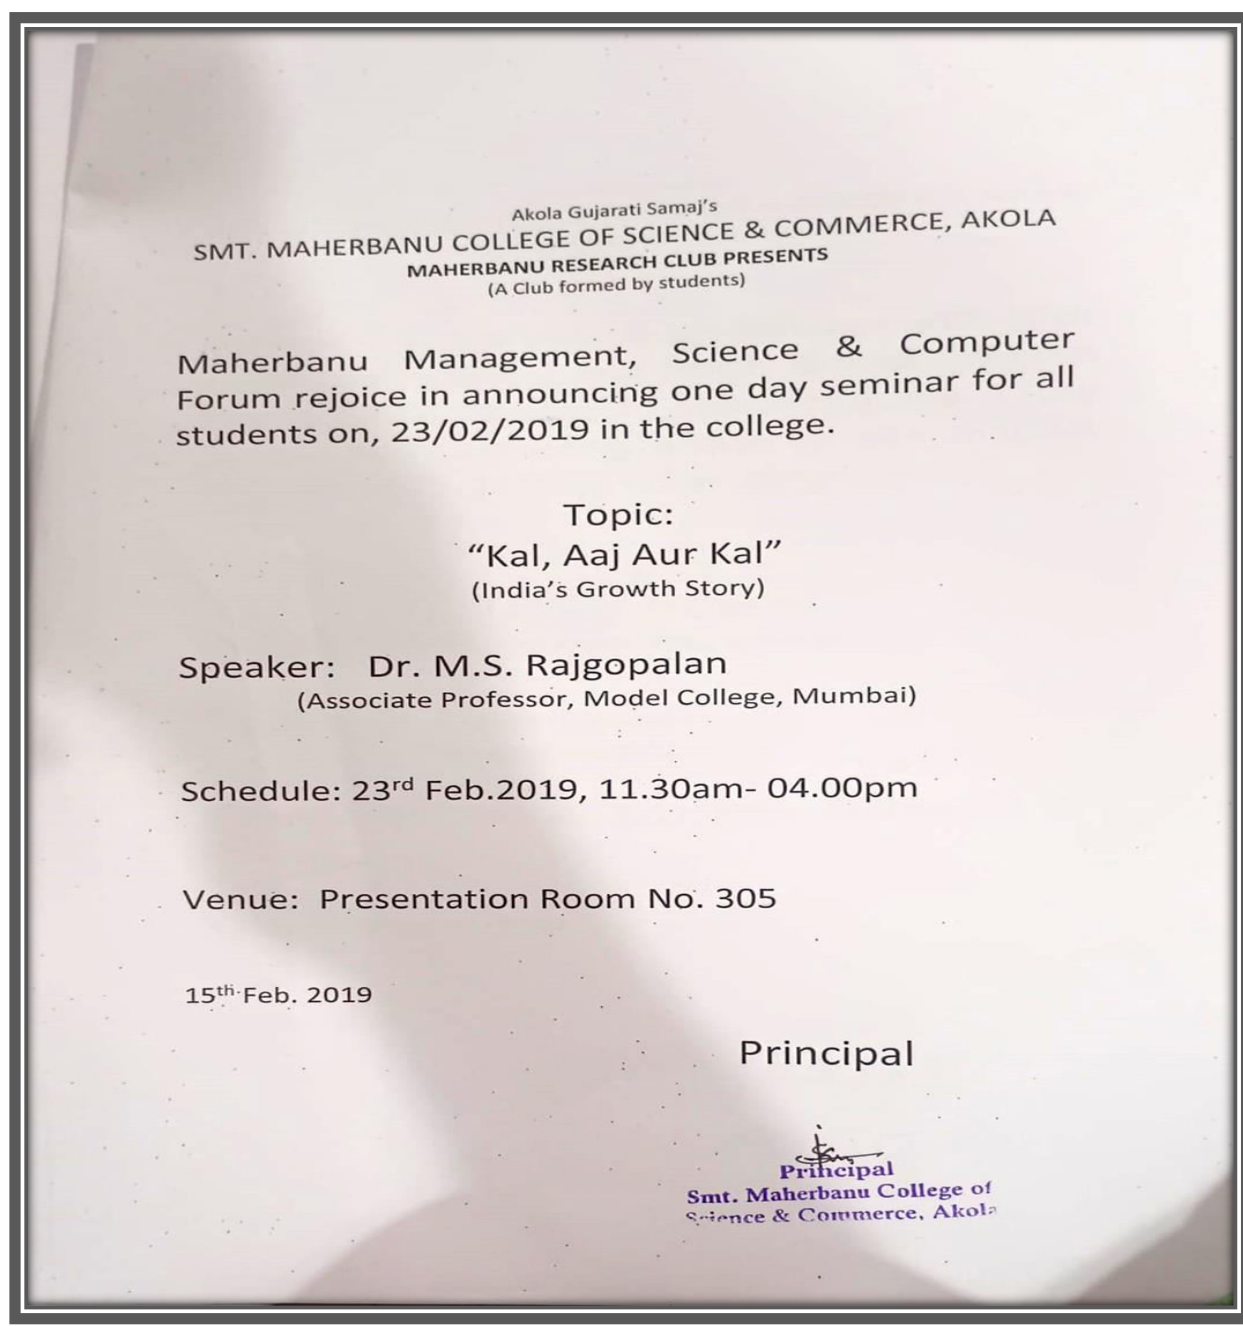 Akola Gujarati Samaj's
SMT. MAHERBANU COLLEGE OF SCIENCE & COMMERCE, AKOLA
MAHERBANU RESEARCH CLUB PRESENTS
(A Club formed by students)
Maherbanu Management, Science & Computer
Forum rejoice in announcing one day seminar for all
students on, 23/02/2019 in the college.
Topic:
“Kal, Aaj Aur Kal”
(India's Growth Story)
Speaker: Dr. M.S. Rajgopalan
(Associate Professor, Model College, Mumbai)
Schedule: 23rd Feb.2019, 11.30am- 04.00pm
Venue: Presentation Room No. 305
15th Feb. 2019
Principal
Principal
Smt. Maherbanu College of
Science & Commerce, Akola